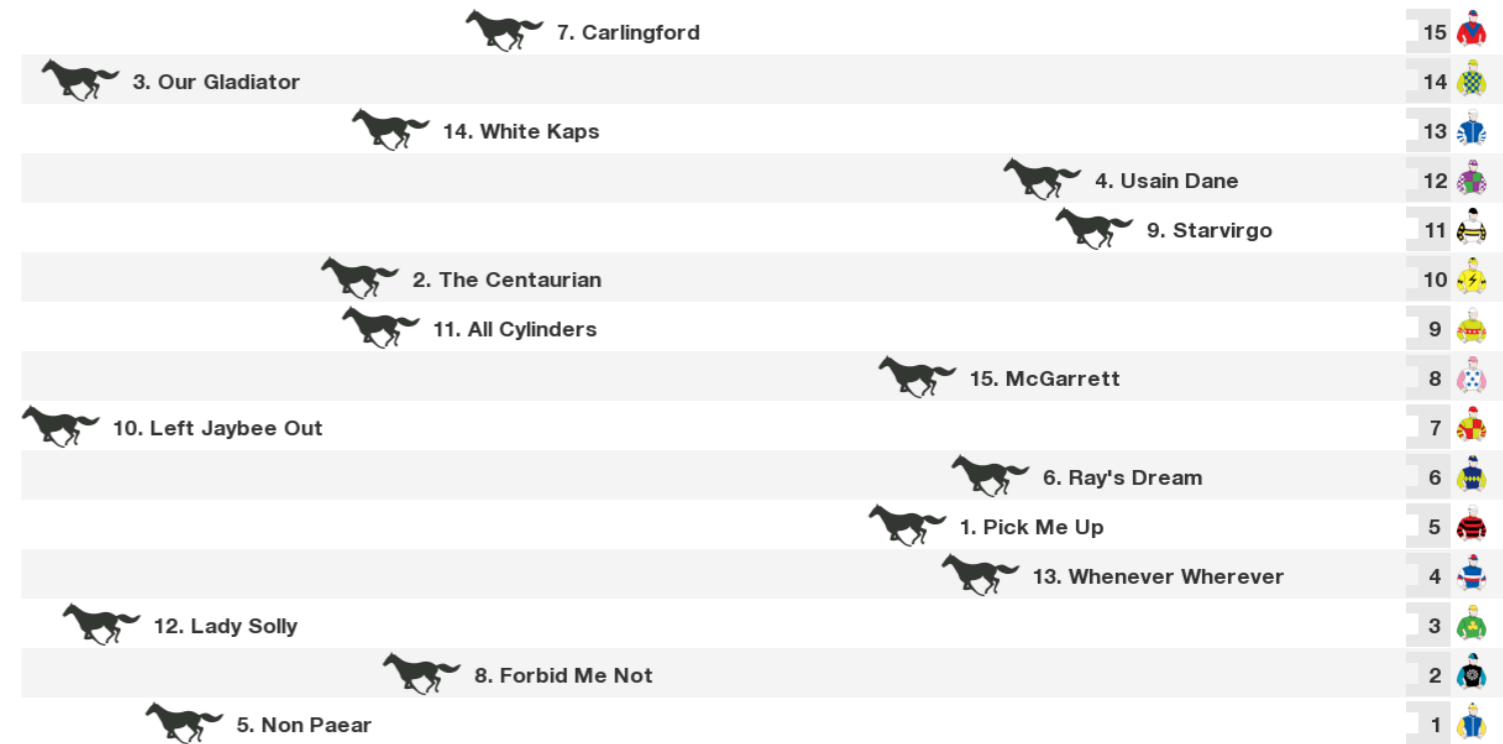 7. Carlingford 15
3. Our Gladiator 14
14. White Kaps 13
4. Usain Dane 12
9. Starvirgo 11
2. The Centaurian 10
11. All Cylinders 9
15. McGarrett 8
10. Left Jaybee Out 7
6. Ray's Dream 6
1. Pick Me Up 5
13. Whenever Wherever 4
12. Lady Solly 3
8. Forbid Me Not 2
5. Non Paear 1